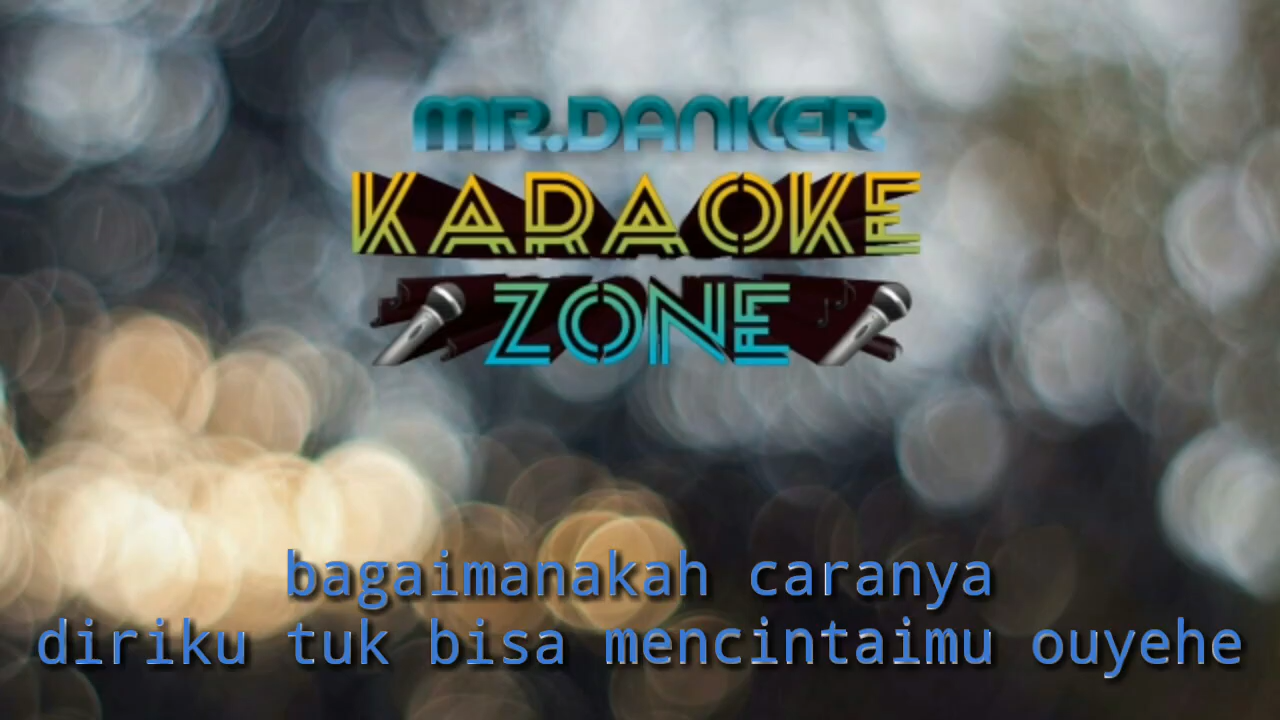 MR.DANKER
KARAOKE
ZONE
bagaimanakah caranya
diriku tuk bisa mencintaimu ouyehe